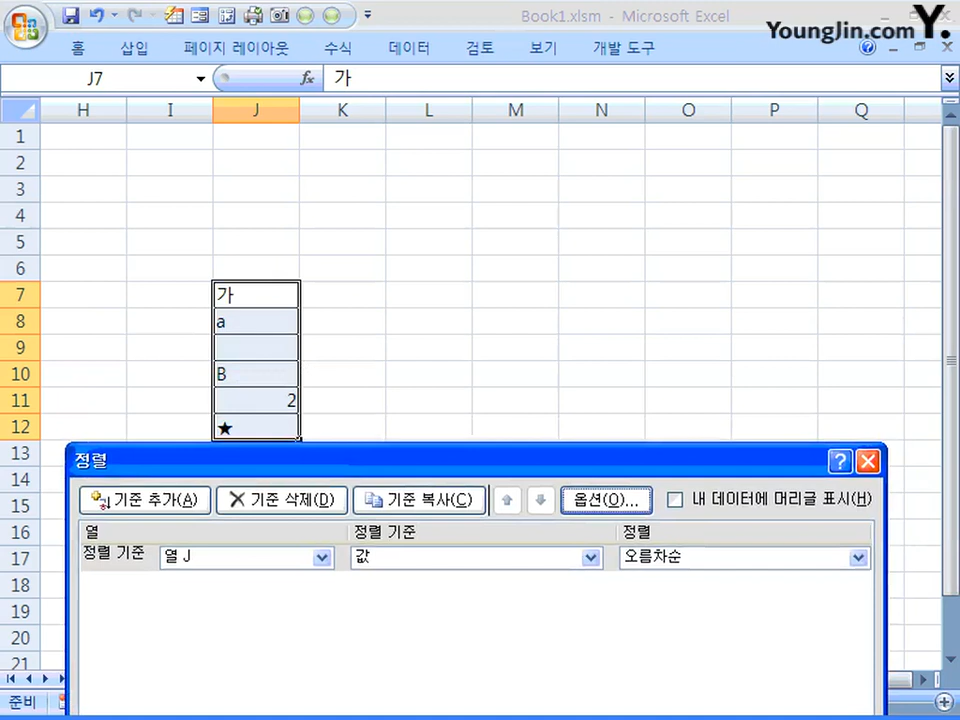 Book1.xlsm - Microsoft Excel
YoungJin.com Y.
홈 삽입 페이지 레이아웃 수식 데이터 검토 보기 개발 도구
J7 fx 가
H I J K L M N O P Q
1
2
3
4
5
6
7 가
8 a
9
10 B
11 2
12 ★
13
14
15
16
17
18
19
20
21
정렬
기준 추가(A) 기준 삭제(D) 기준 복사(C) 옵션(O)... 내 데이터에 머리글 표시(H)
열 정렬 기준 정렬
정렬 기준 열 J 값 오름차순
준비